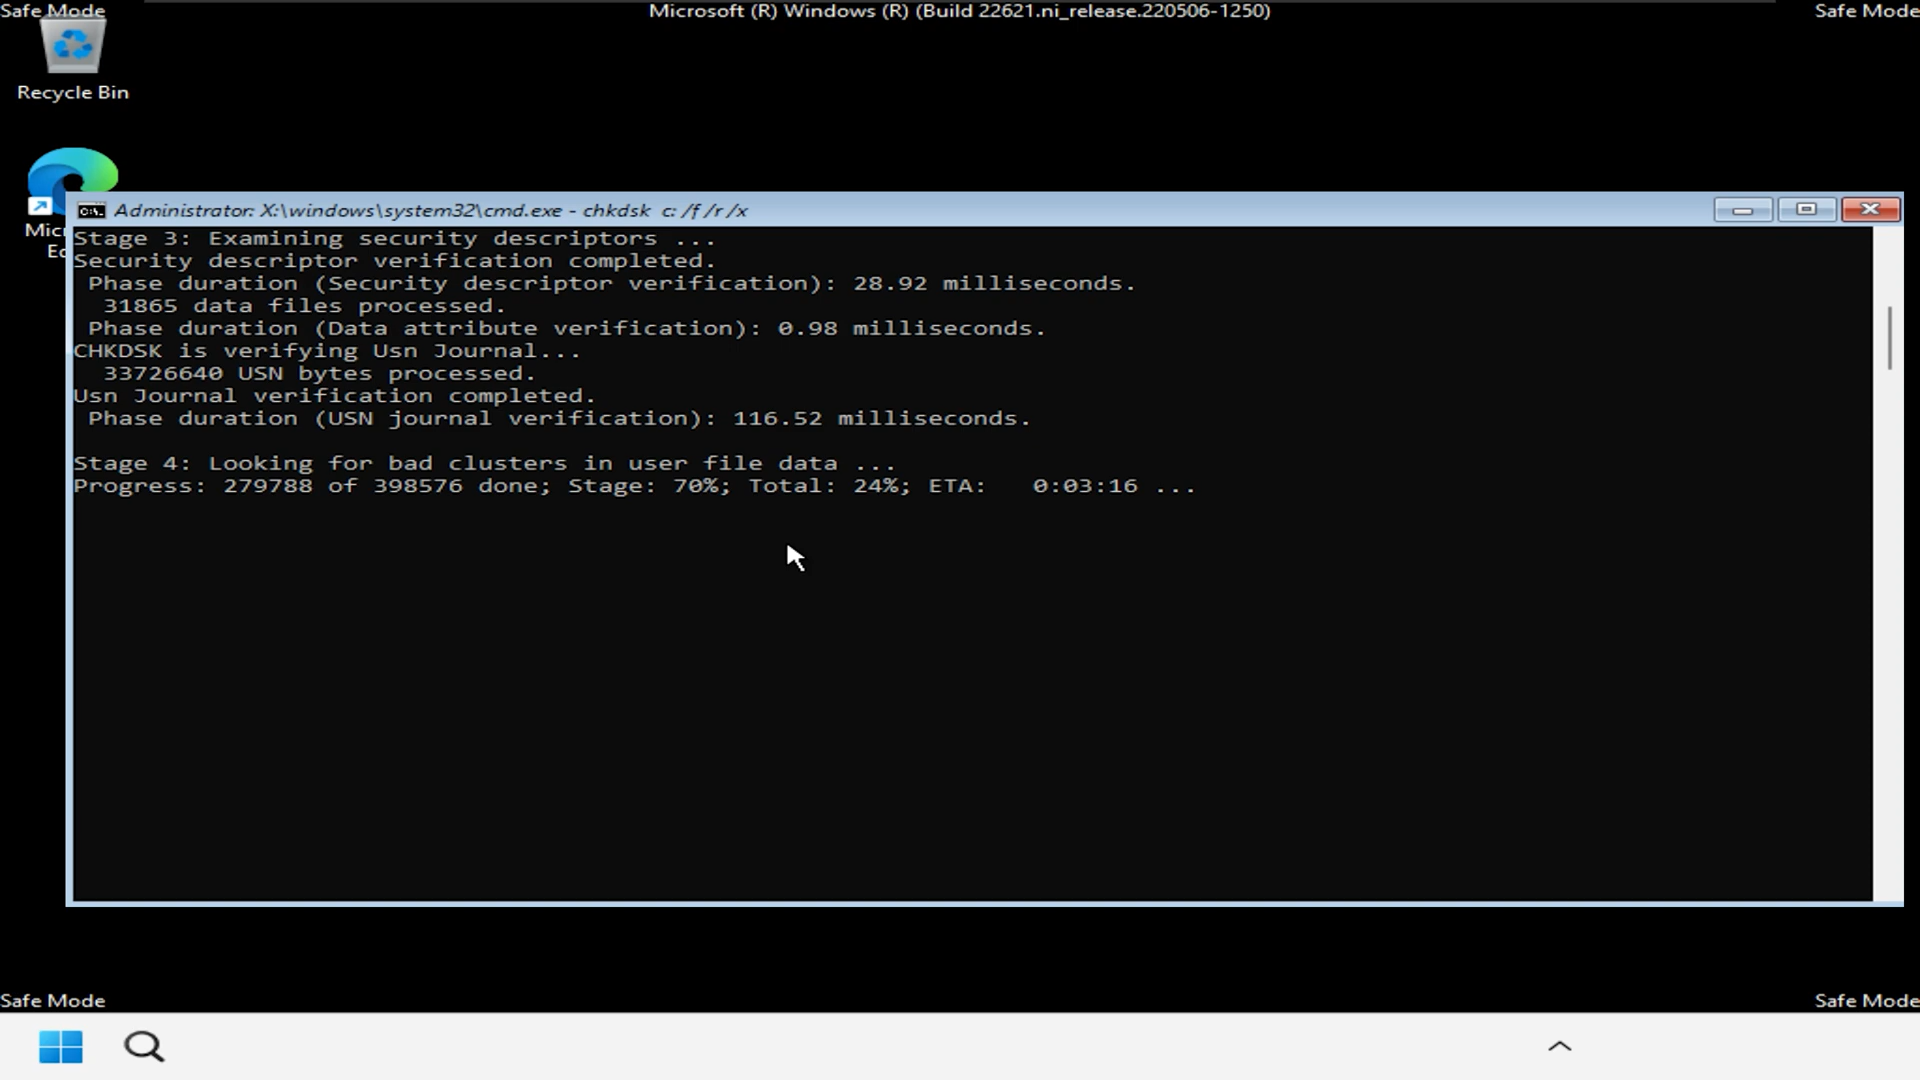 Safe Mode
Microsoft (R) Windows (R) (Build 22621.ni_release.220506-1250)
Safe Mode
Recycle Bin
Administrator: X:\windows\system32\cmd.exe - chkdsk  c: /f /r /x
Stage 3: Examining security descriptors ...
Security descriptor verification completed.
 Phase duration (Security descriptor verification): 28.92 milliseconds.
  31865 data files processed.
 Phase duration (Data attribute verification): 0.98 milliseconds.
CHKDSK is verifying Usn Journal...
  33726640 USN bytes processed.
Usn Journal verification completed.
 Phase duration (USN journal verification): 116.52 milliseconds.
Stage 4: Looking for bad clusters in user file data ...
Progress: 279788 of 398576 done; Stage: 70%; Total: 24%; ETA:   0:03:16 ...
Safe Mode
Safe Mode